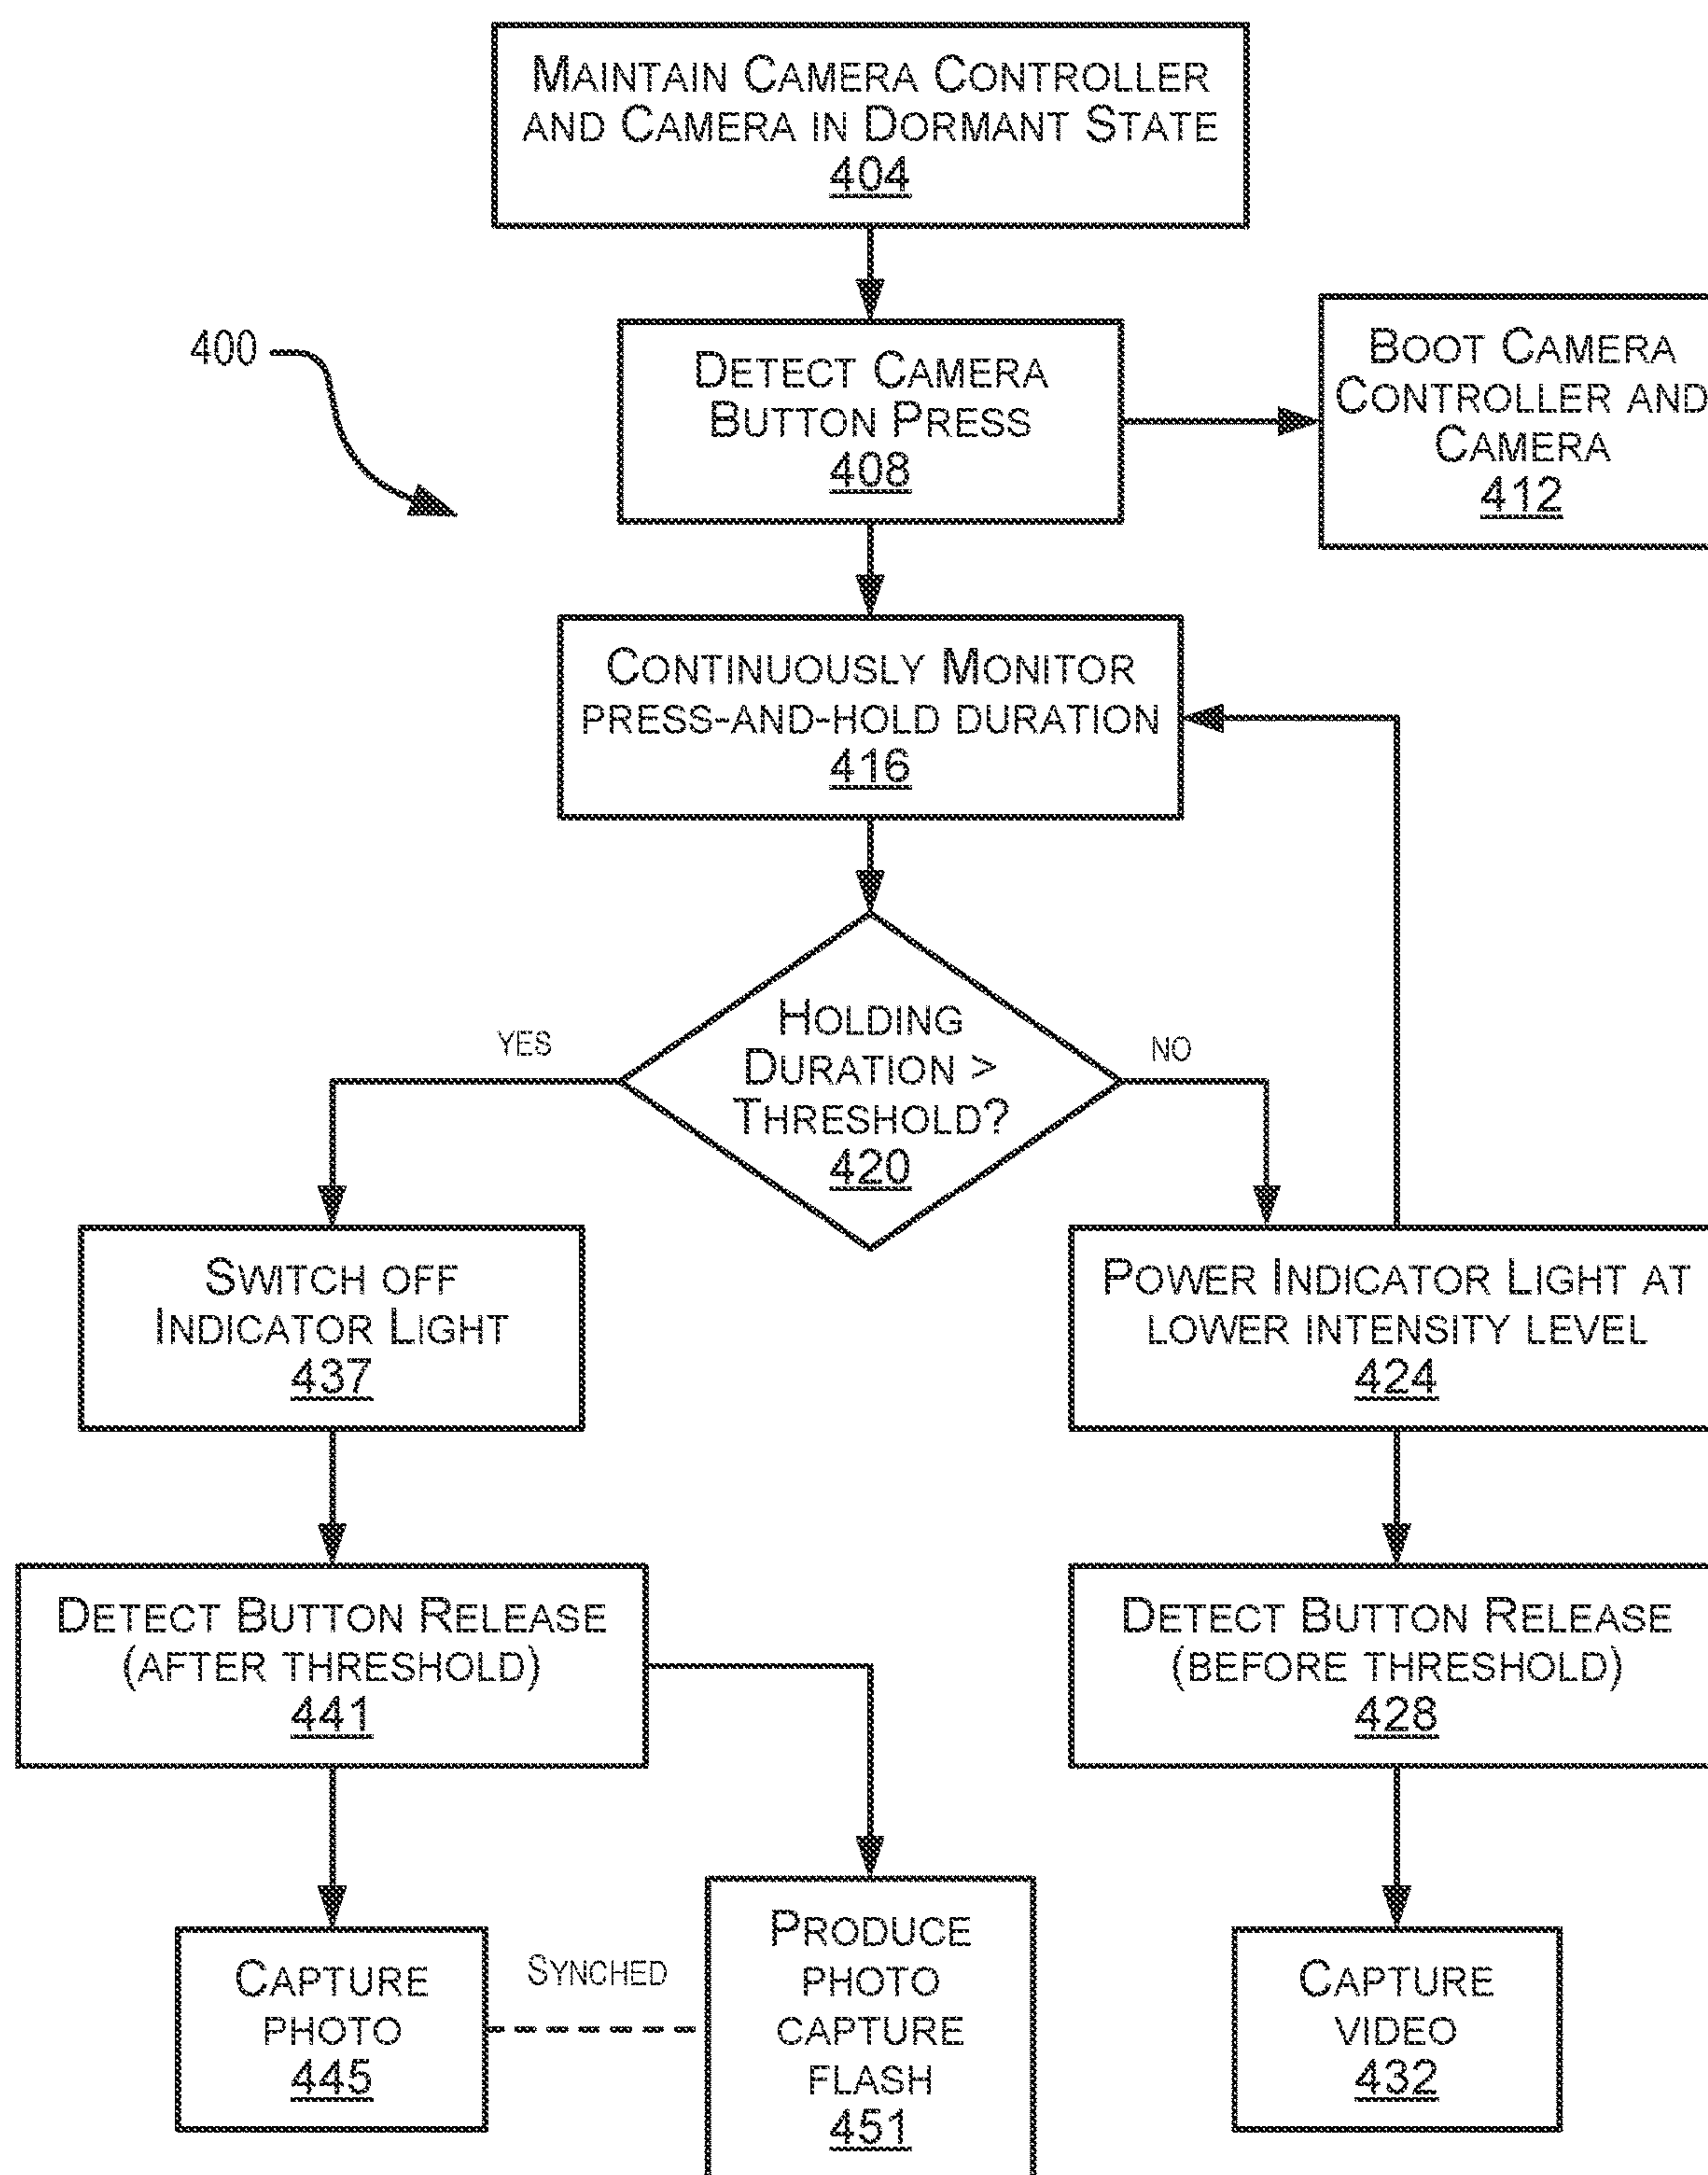 MAINTAIN CAMERA CONTROLLER
AND CAMERA IN DORMANT STATE
404
400
DETECT CAMERA
BUTTON PRESS
408
BOOT CAMERA
CONTROLLER AND
CAMERA
412
CONTINUOUSLY MONITOR
PRESS-AND-HOLD DURATION
416
HOLDING
DURATION >
THRESHOLD?
420
YES
NO
SWITCH OFF
INDICATOR LIGHT
437
POWER INDICATOR LIGHT AT
LOWER INTENSITY LEVEL
424
DETECT BUTTON RELEASE
(AFTER THRESHOLD)
441
DETECT BUTTON RELEASE
(BEFORE THRESHOLD)
428
CAPTURE
PHOTO
445
SYNCHED
PRODUCE
PHOTO
CAPTURE
FLASH
451
CAPTURE
VIDEO
432